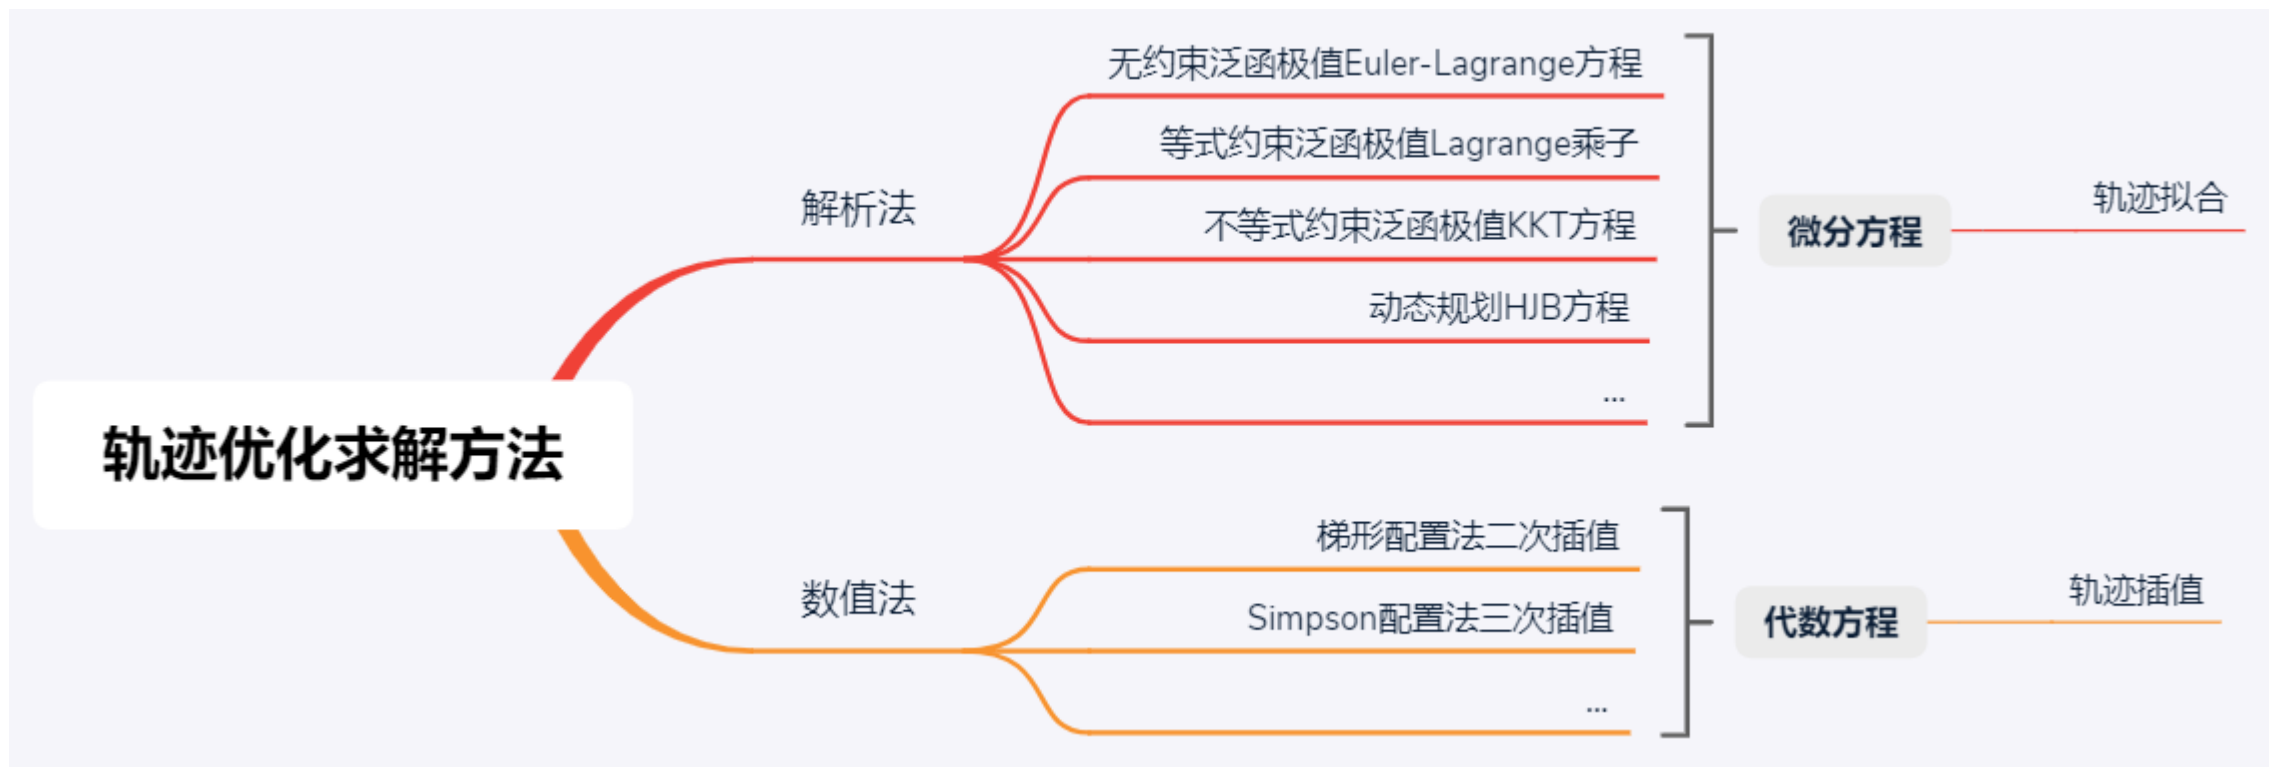 轨迹优化求解方法
解析法
无约束泛函极值Euler-Lagrange方程
等式约束泛函极值Lagrange乘子
不等式约束泛函极值KKT方程
动态规划HJB方程
...
微分方程
轨迹拟合
数值法
梯形配置法二次插值
Simpson配置法三次插值
...
代数方程
轨迹插值